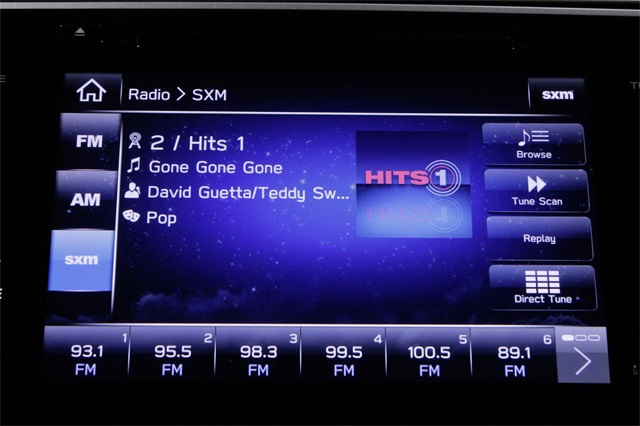 Radio > SXM
sxm
FM
AM
sxm
2 / Hits 1
Gone Gone Gone
David Guetta/Teddy Sw...
Pop
HITS 1
Browse
Tune Scan
Replay
Direct Tune
1
93.1
FM
2
95.5
FM
3
98.3
FM
4
99.5
FM
5
100.5
FM
6
89.1
FM